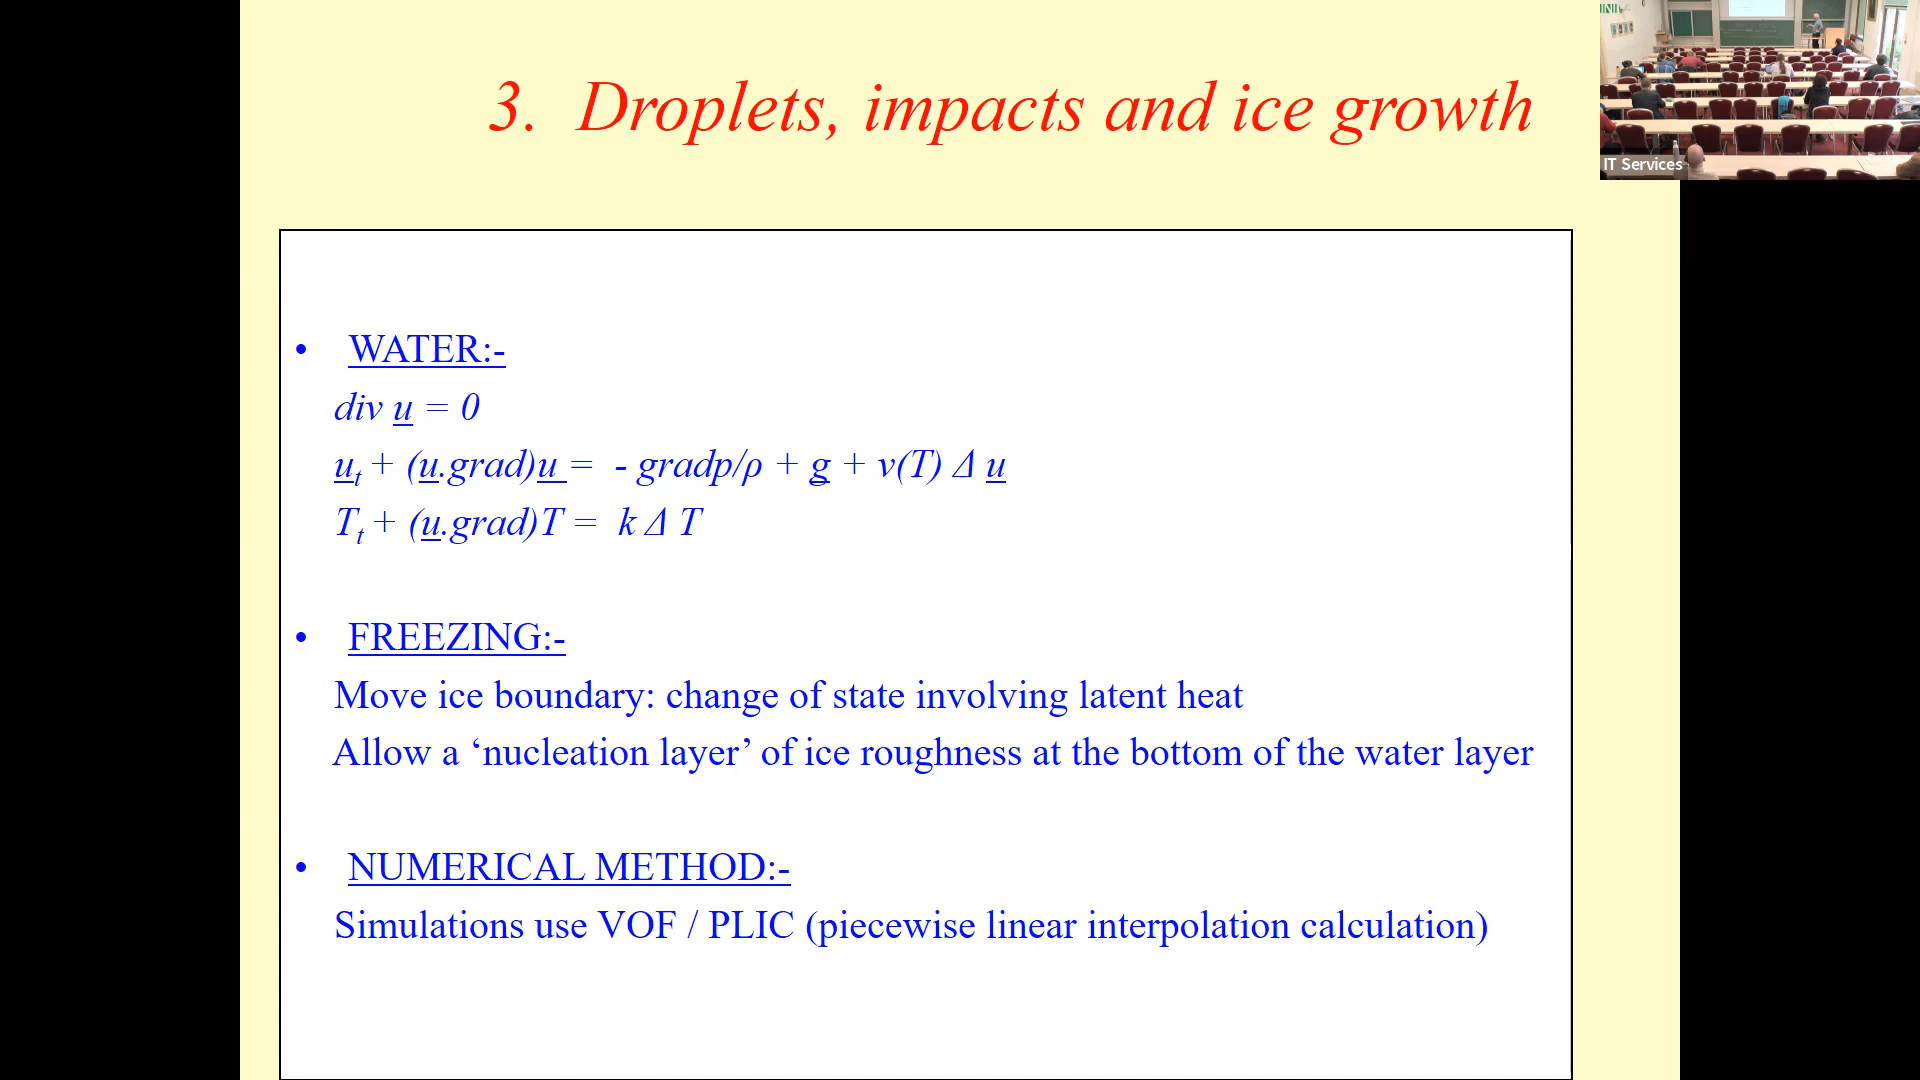 3. Droplets, impacts and ice growth
IT Services
• WATER:-
div u = 0
uₜ + (u.grad)u = - gradp/ρ + g + ν(T) Δ u
Tₜ + (u.grad)T = k Δ T
• FREEZING:-
Move ice boundary: change of state involving latent heat
Allow a ‘nucleation layer’ of ice roughness at the bottom of the water layer
• NUMERICAL METHOD:-
Simulations use VOF / PLIC (piecewise linear interpolation calculation)